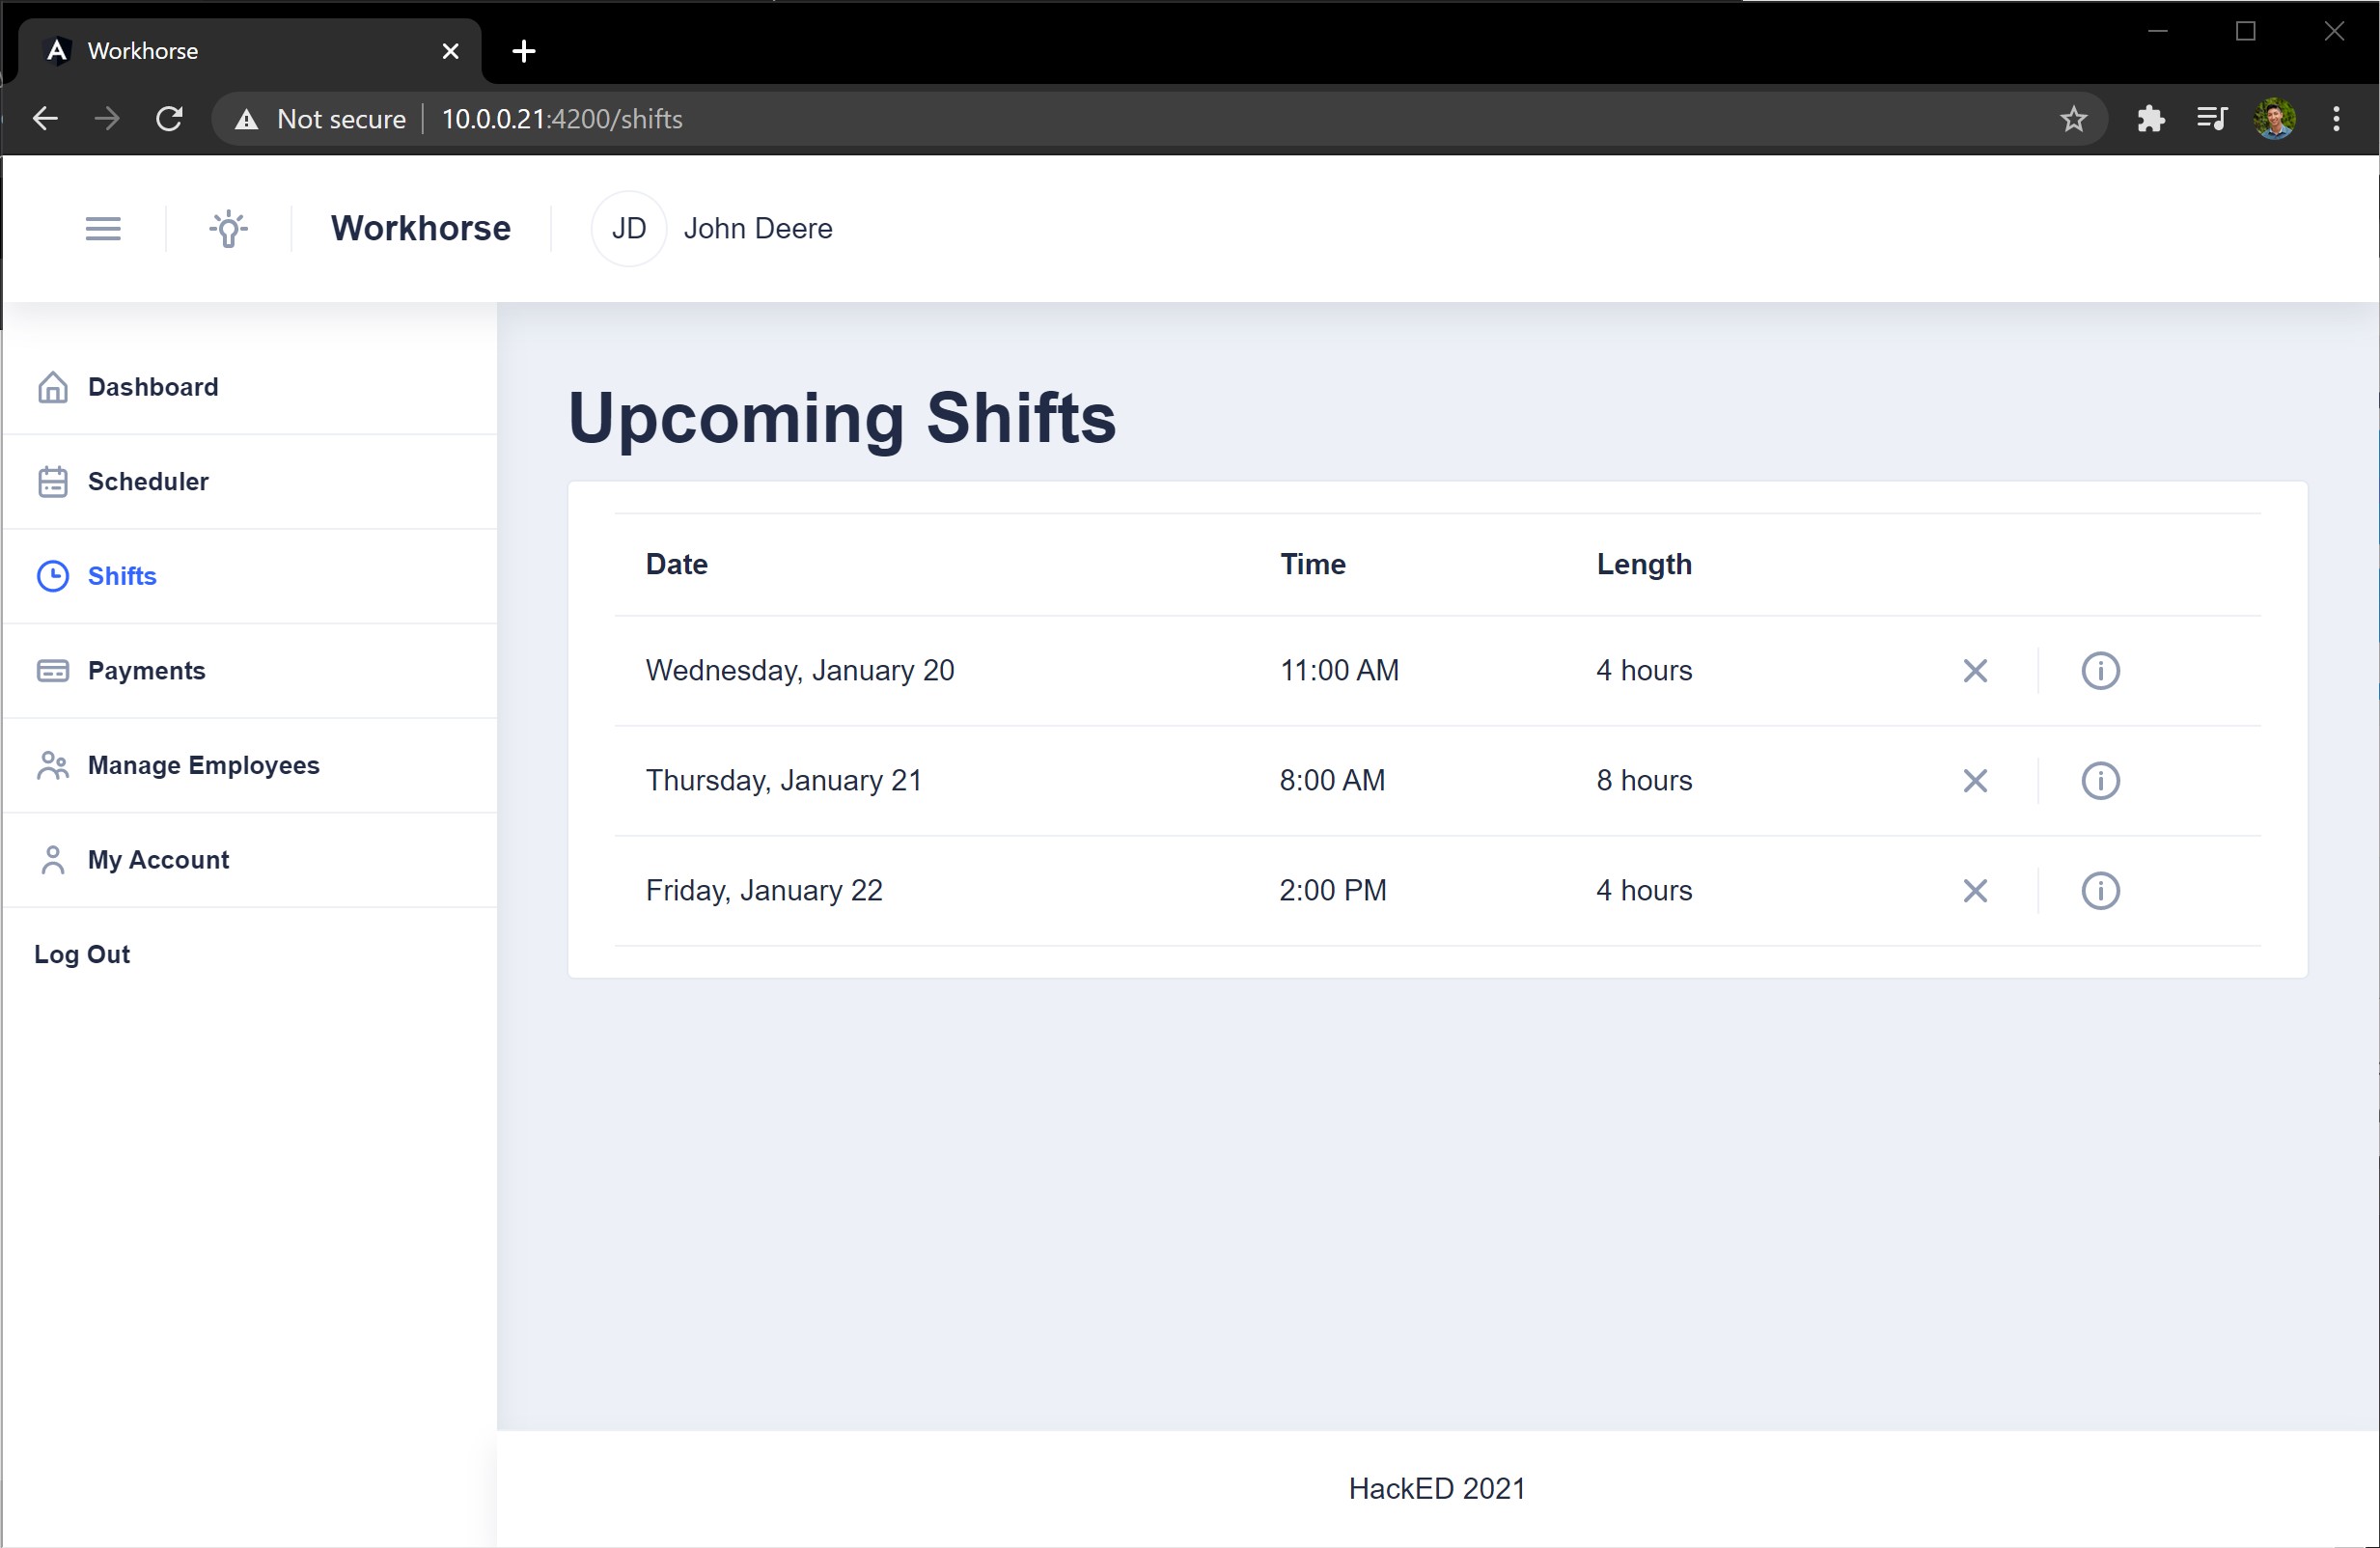 Workhorse
Not secure 10.0.0.21:4200/shifts
Workhorse JD John Deere
Dashboard
Scheduler
Shifts
Payments
Manage Employees
My Account
Log Out
Upcoming Shifts
Date Time Length
Wednesday, January 20 11:00 AM 4 hours
Thursday, January 21 8:00 AM 8 hours
Friday, January 22 2:00 PM 4 hours
HackED 2021